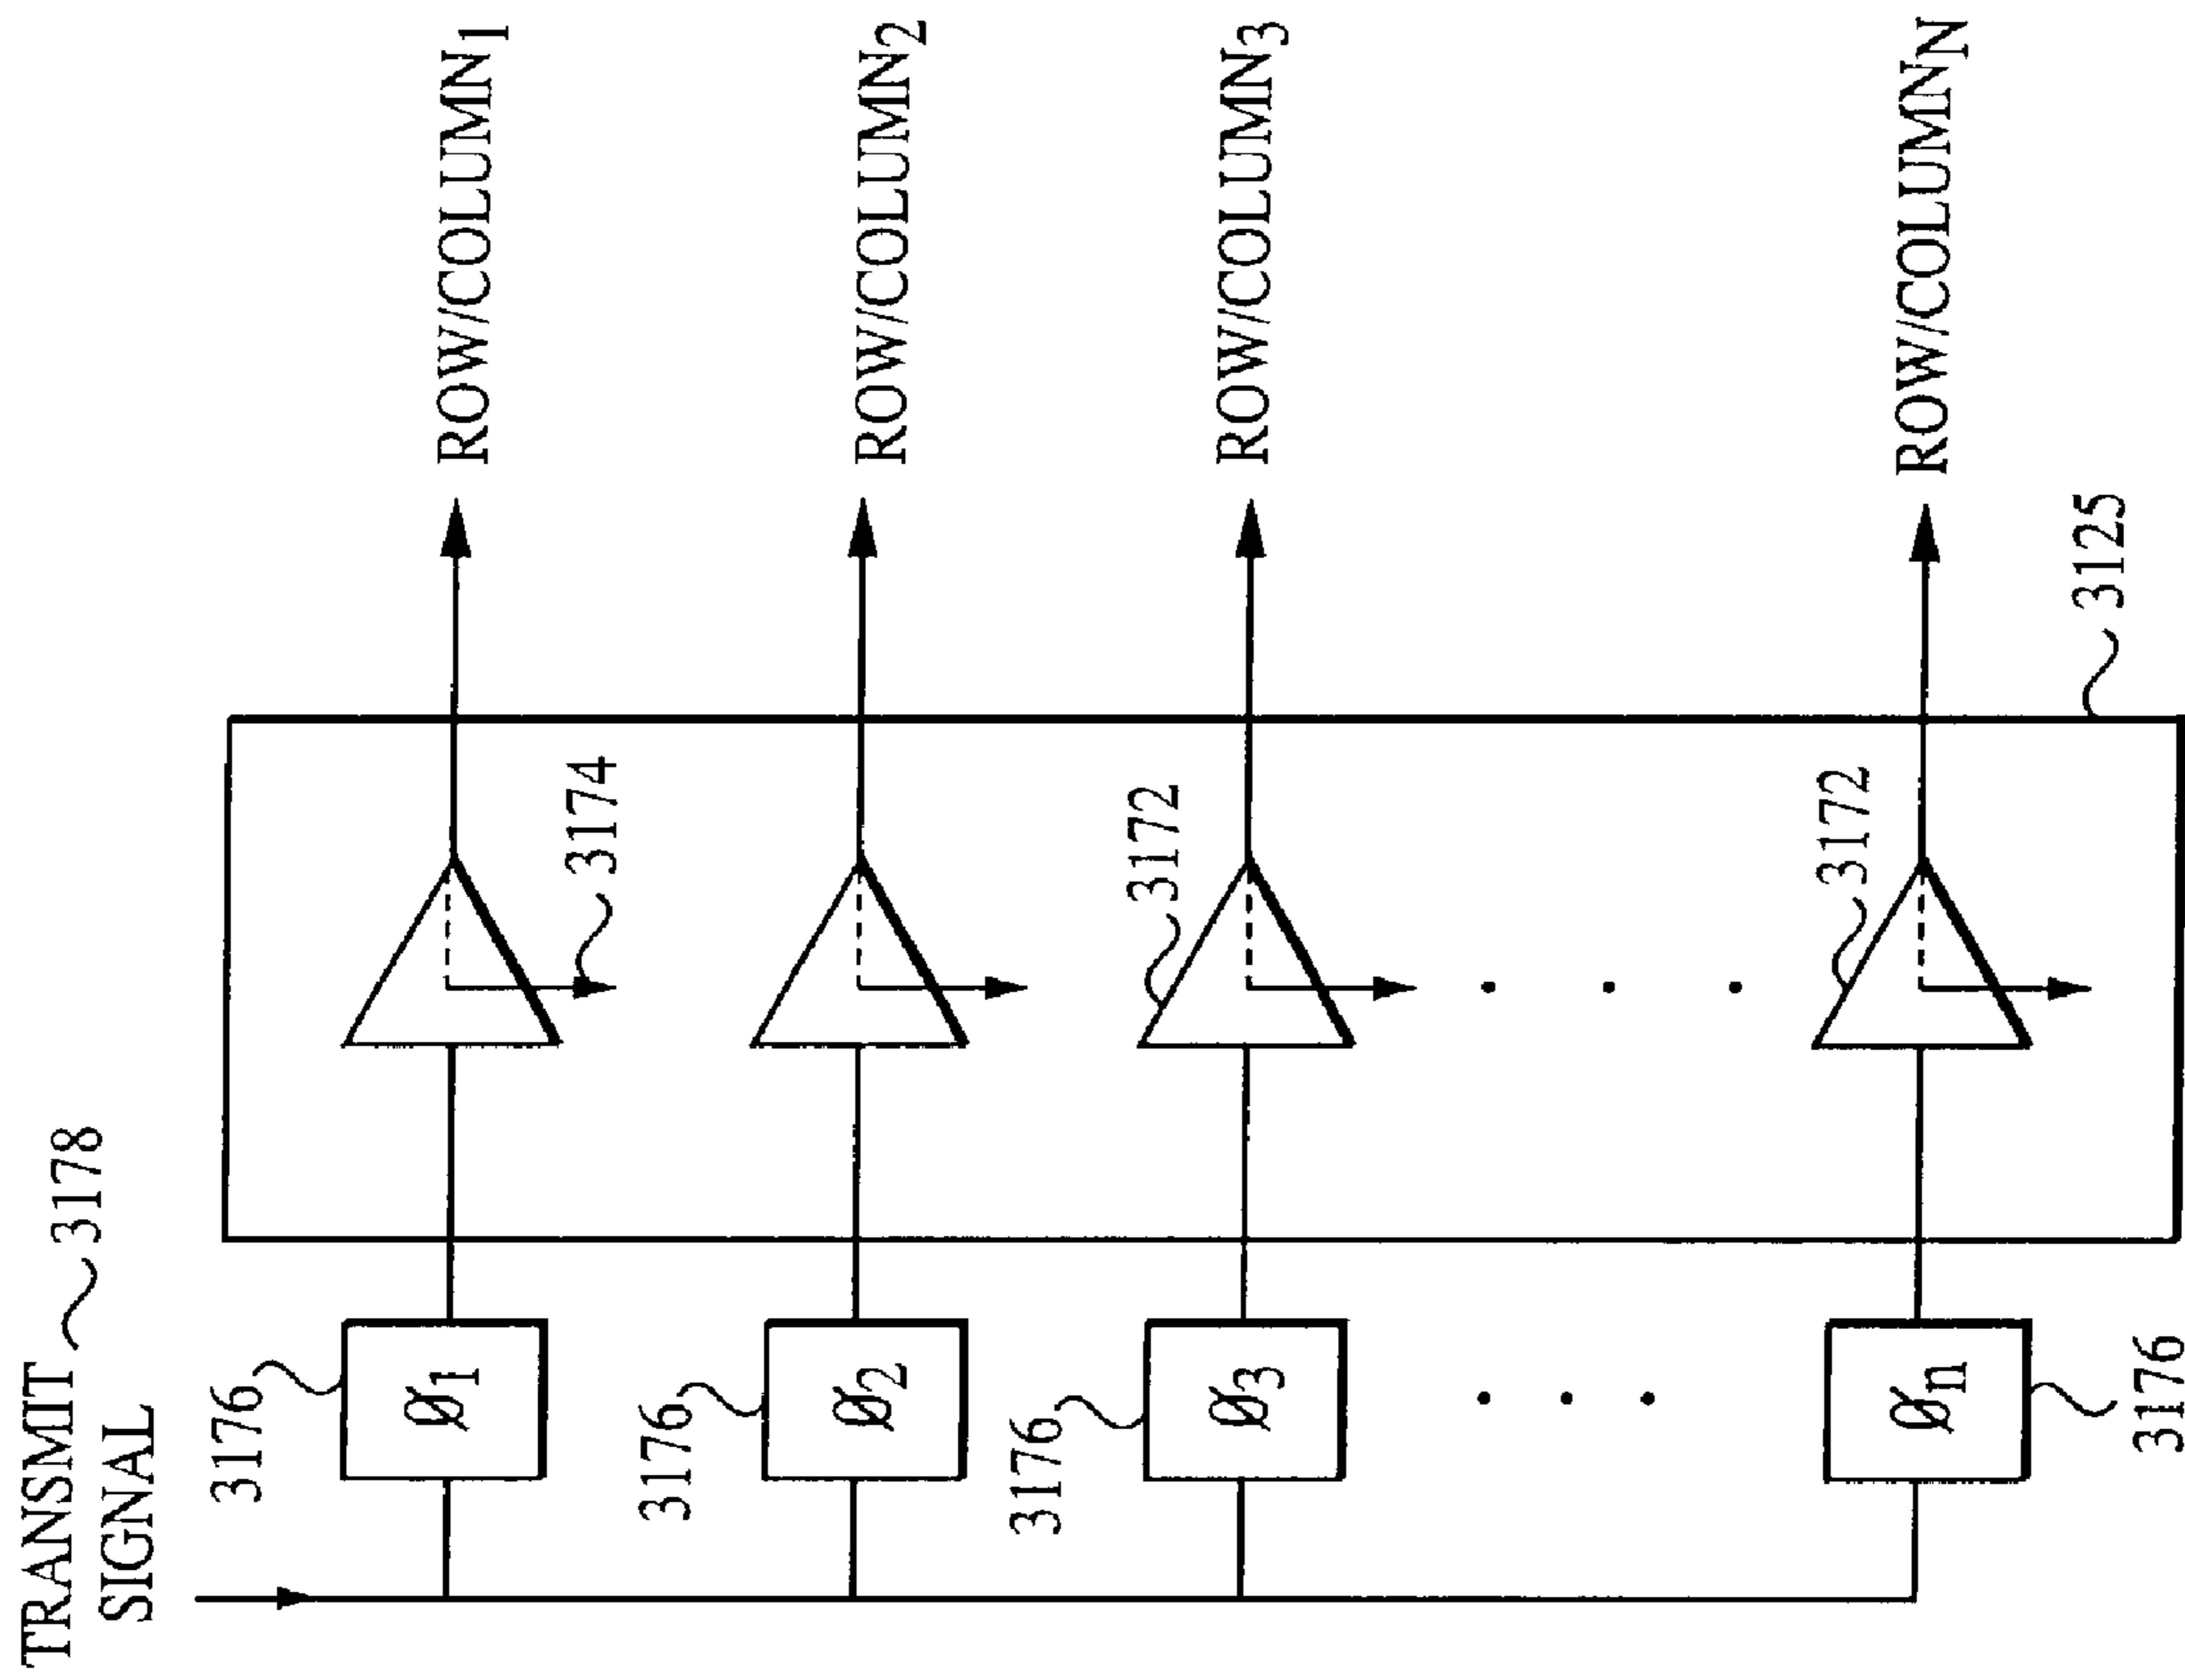 TRANSMIT
SIGNAL
3178
3176
Ø1
3174
ROW/COLUMN1
3176
Ø2
ROW/COLUMN2
3176
Ø3
3172
ROW/COLUMN3
3176
Øn
3172
ROW/COLUMNN
3125